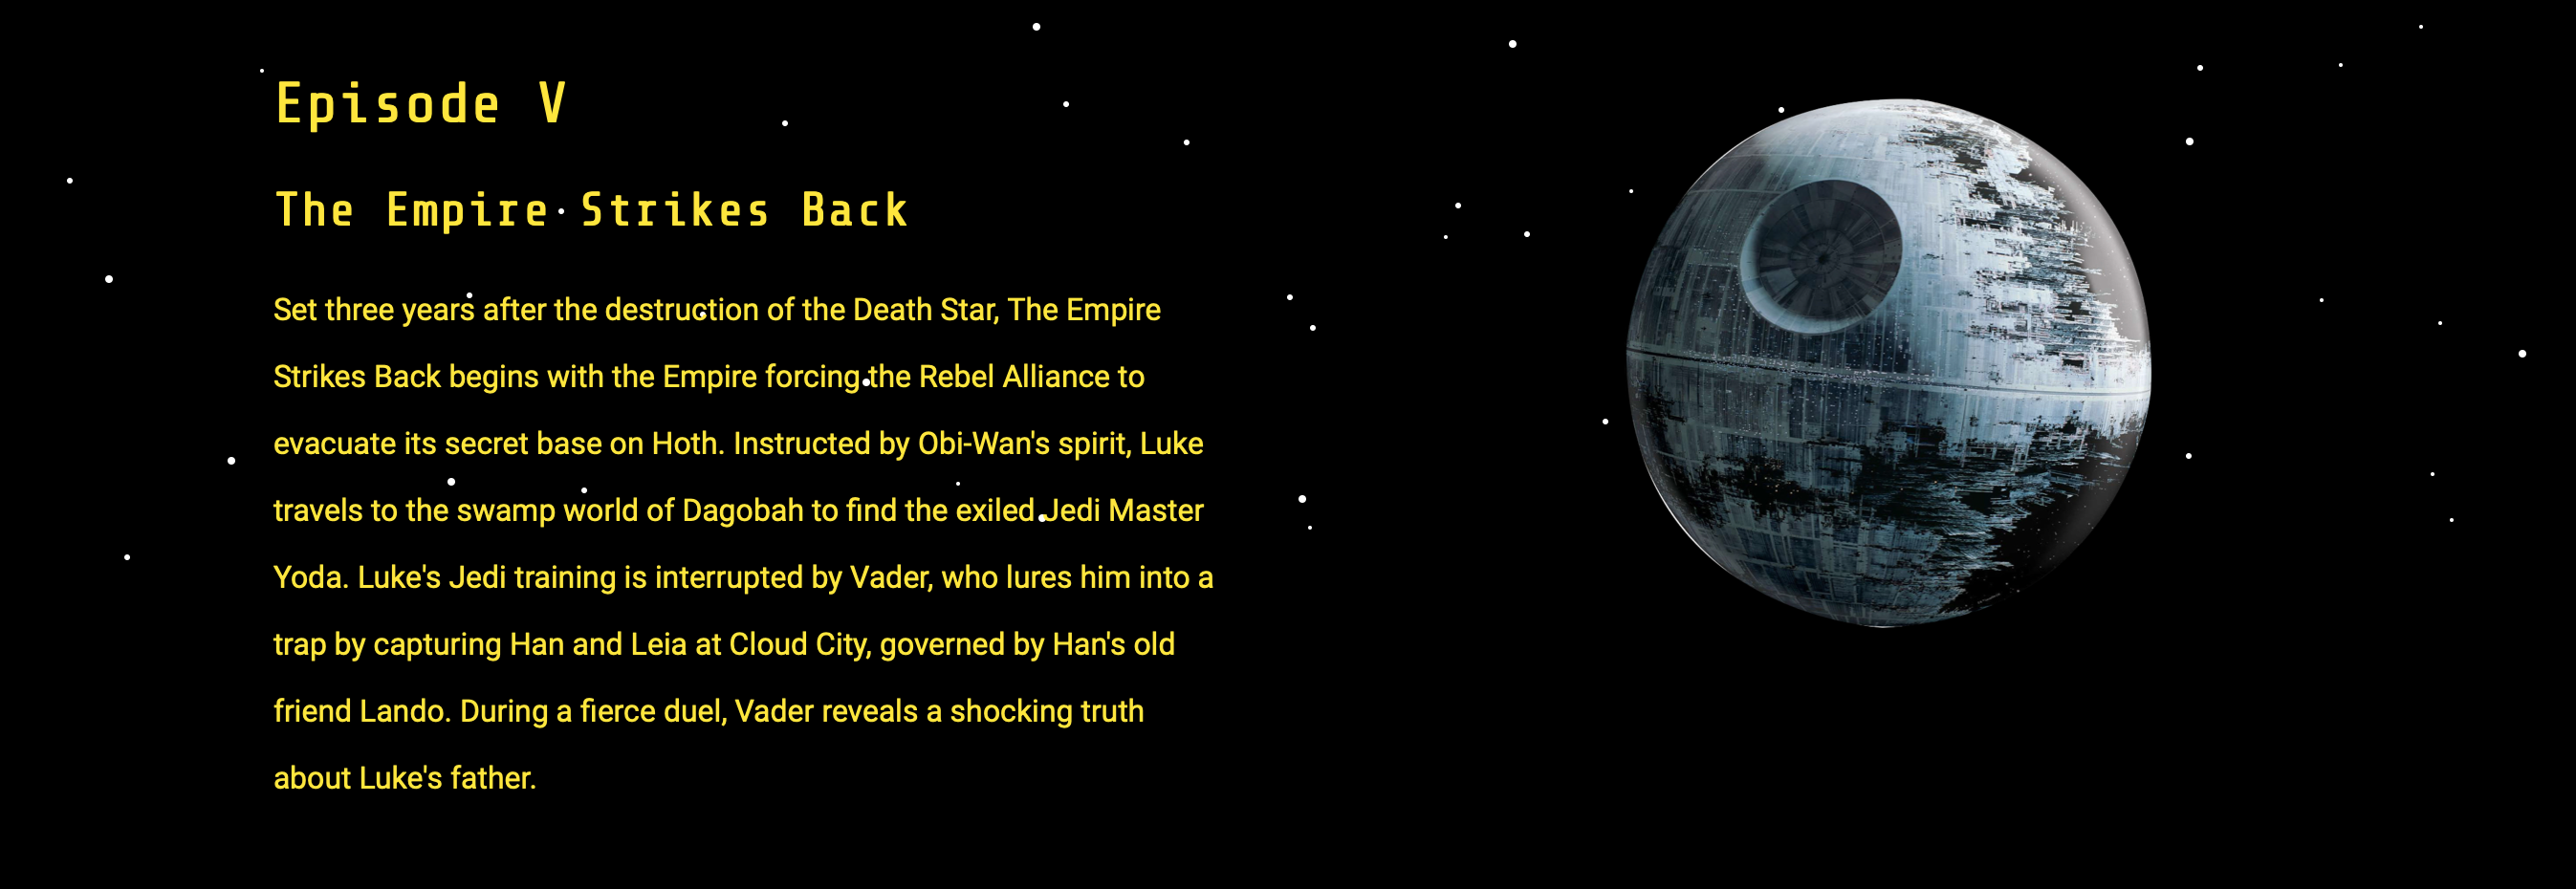 Episode V
The Empire Strikes Back
Set three years after the destruction of the Death Star, The Empire
Strikes Back begins with the Empire forcing the Rebel Alliance to
evacuate its secret base on Hoth. Instructed by Obi-Wan's spirit, Luke
travels to the swamp world of Dagobah to find the exiled Jedi Master
Yoda. Luke's Jedi training is interrupted by Vader, who lures him into a
trap by capturing Han and Leia at Cloud City, governed by Han's old
friend Lando. During a fierce duel, Vader reveals a shocking truth
about Luke's father.